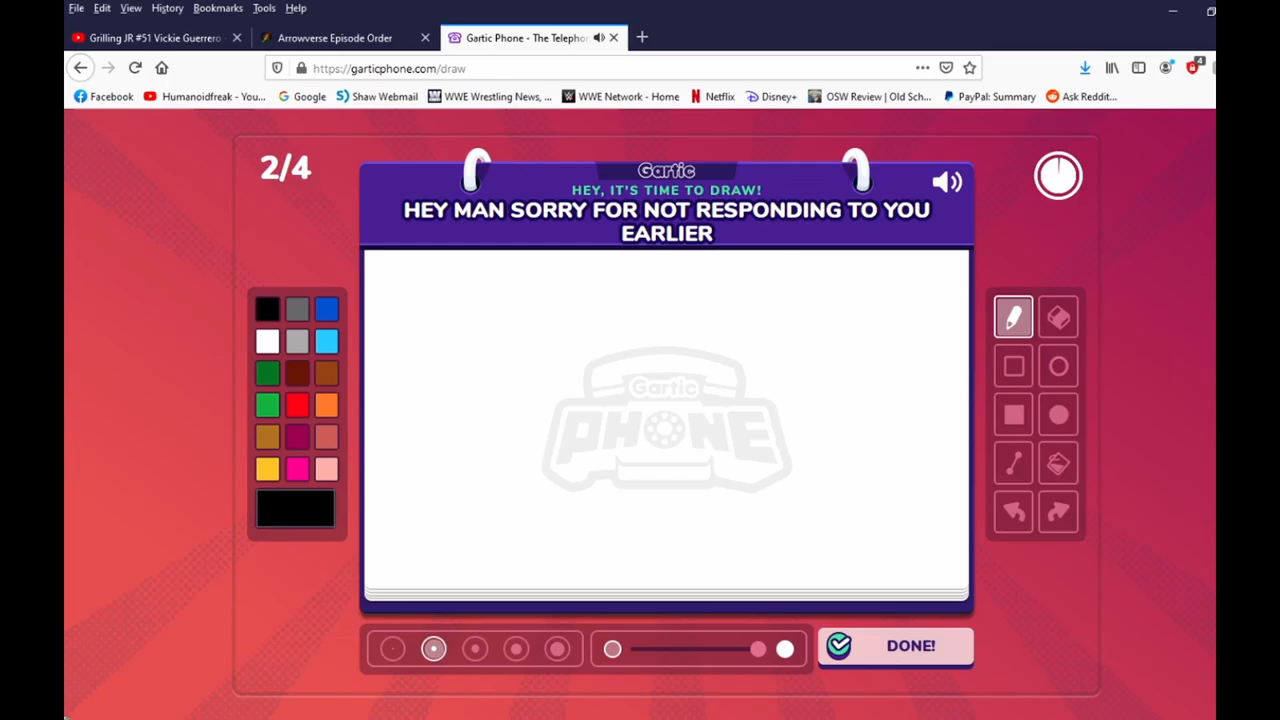 File Edit View History Bookmarks Tools Help
Grilling JR #51 Vickie Guerrero - Arrowverse Episode Order Gartic Phone - The Telephon
https://garticphone.com/draw
Facebook Humanoidfreak - You... Google Shaw Webmail WWE Wrestling News, ... WWE Network - Home Netflix Disney+ OSW Review | Old Sch... PayPal: Summary Ask Reddit... 4
2/4
Gartic
HEY, IT'S TIME TO DRAW!
HEY MAN SORRY FOR NOT RESPONDING TO YOU
EARLIER
Gartic
PHONE
DONE!